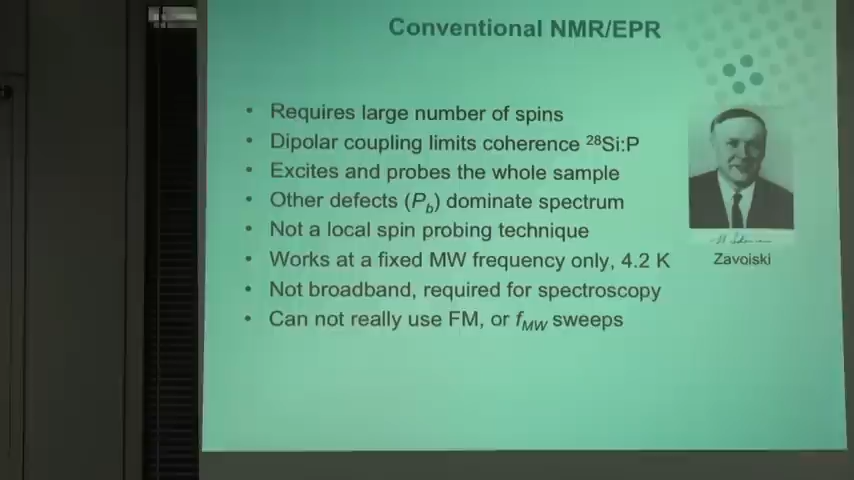 Conventional NMR/EPR
• Requires large number of spins
• Dipolar coupling limits coherence ²⁸Si:P
• Excites and probes the whole sample
• Other defects (P_b) dominate spectrum
• Not a local spin probing technique
• Works at a fixed MW frequency only, 4.2 K
• Not broadband, required for spectroscopy
• Can not really use FM, or f_MW sweeps
Zavoiski